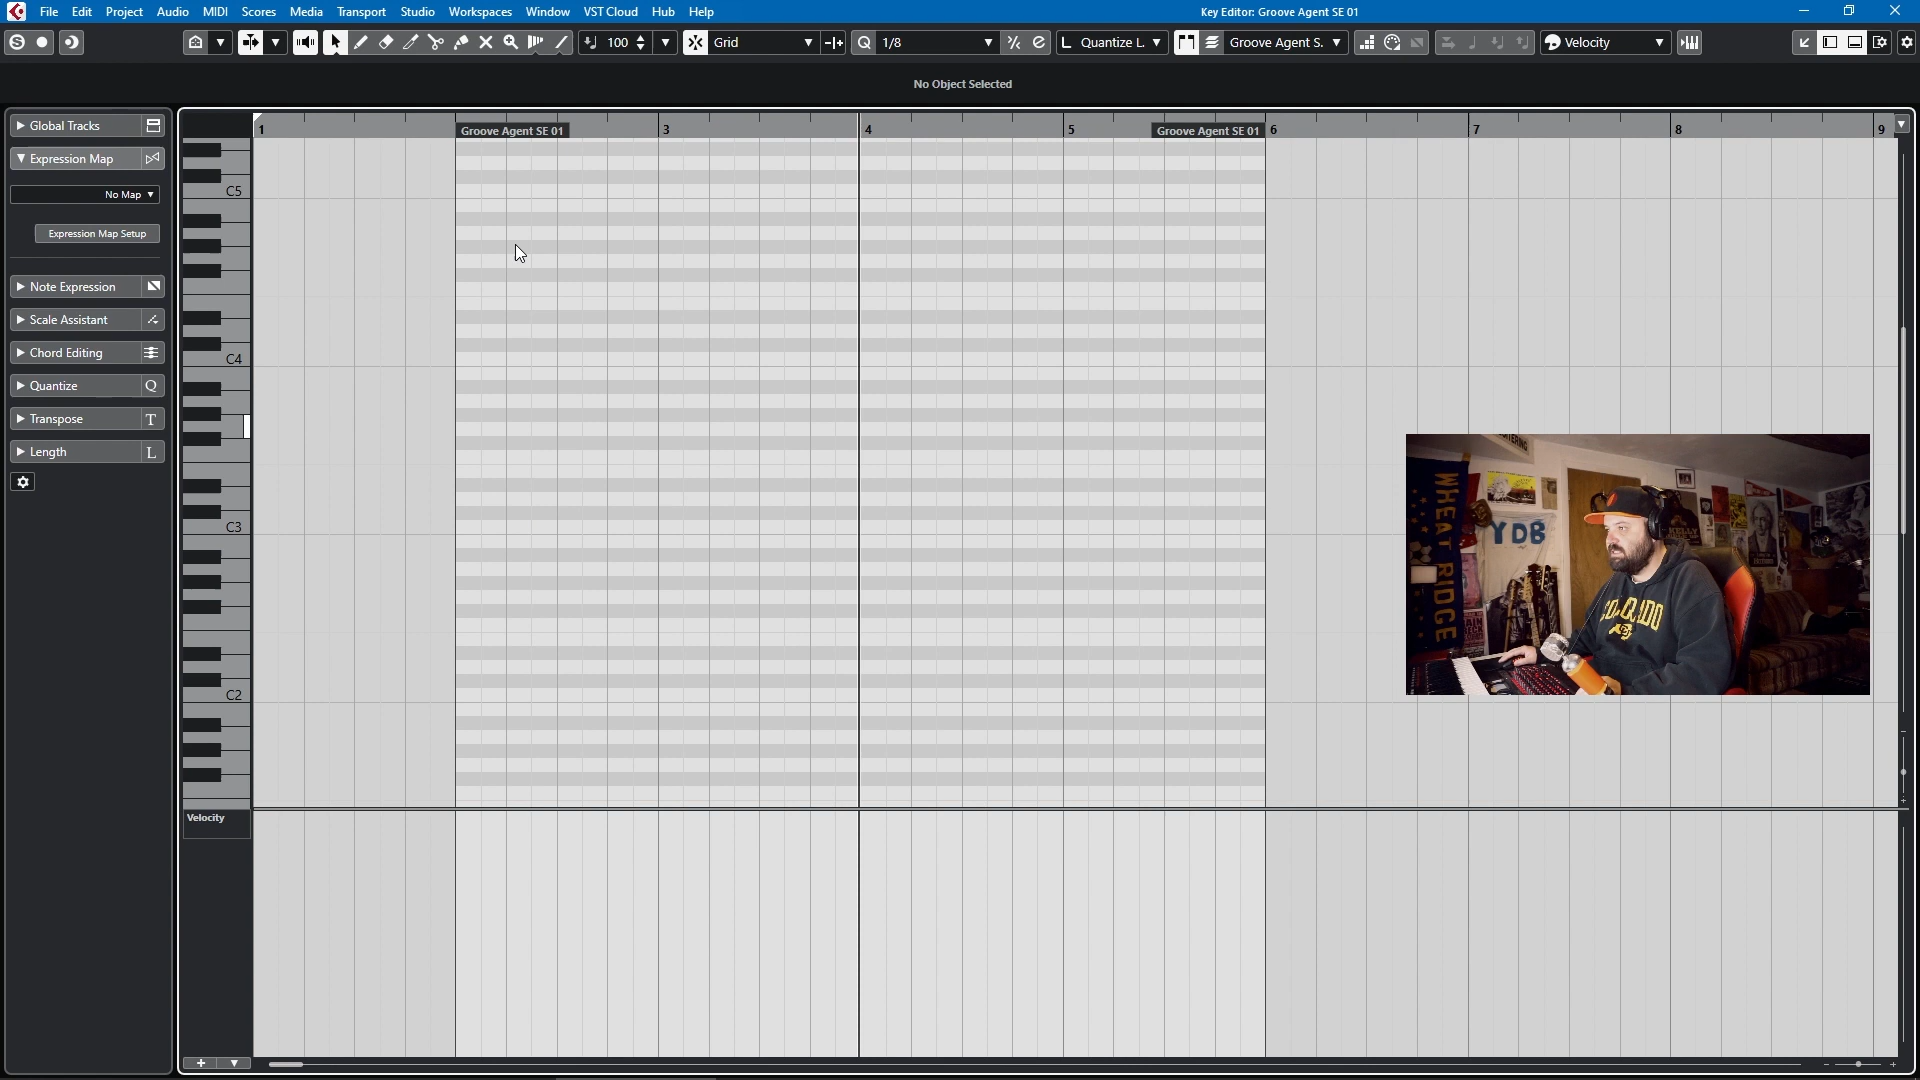 File Edit Project Audio MIDI Scores Media Transport Studio Workspaces Window VST Cloud Hub Help
Key Editor: Groove Agent SE 01
100
Grid
1/8
L Quantize L.
Groove Agent S.
Velocity
No Object Selected
Global Tracks
Expression Map
No Map
Expression Map Setup
Note Expression
Scale Assistant
Chord Editing
Quantize Q
Transpose T
Length L
1 3 4 5 6 7 8 9
Groove Agent SE 01
Groove Agent SE 01
C5
C4
C3
C2
Velocity
WHEAT RIDGE
YDB
COLORADO